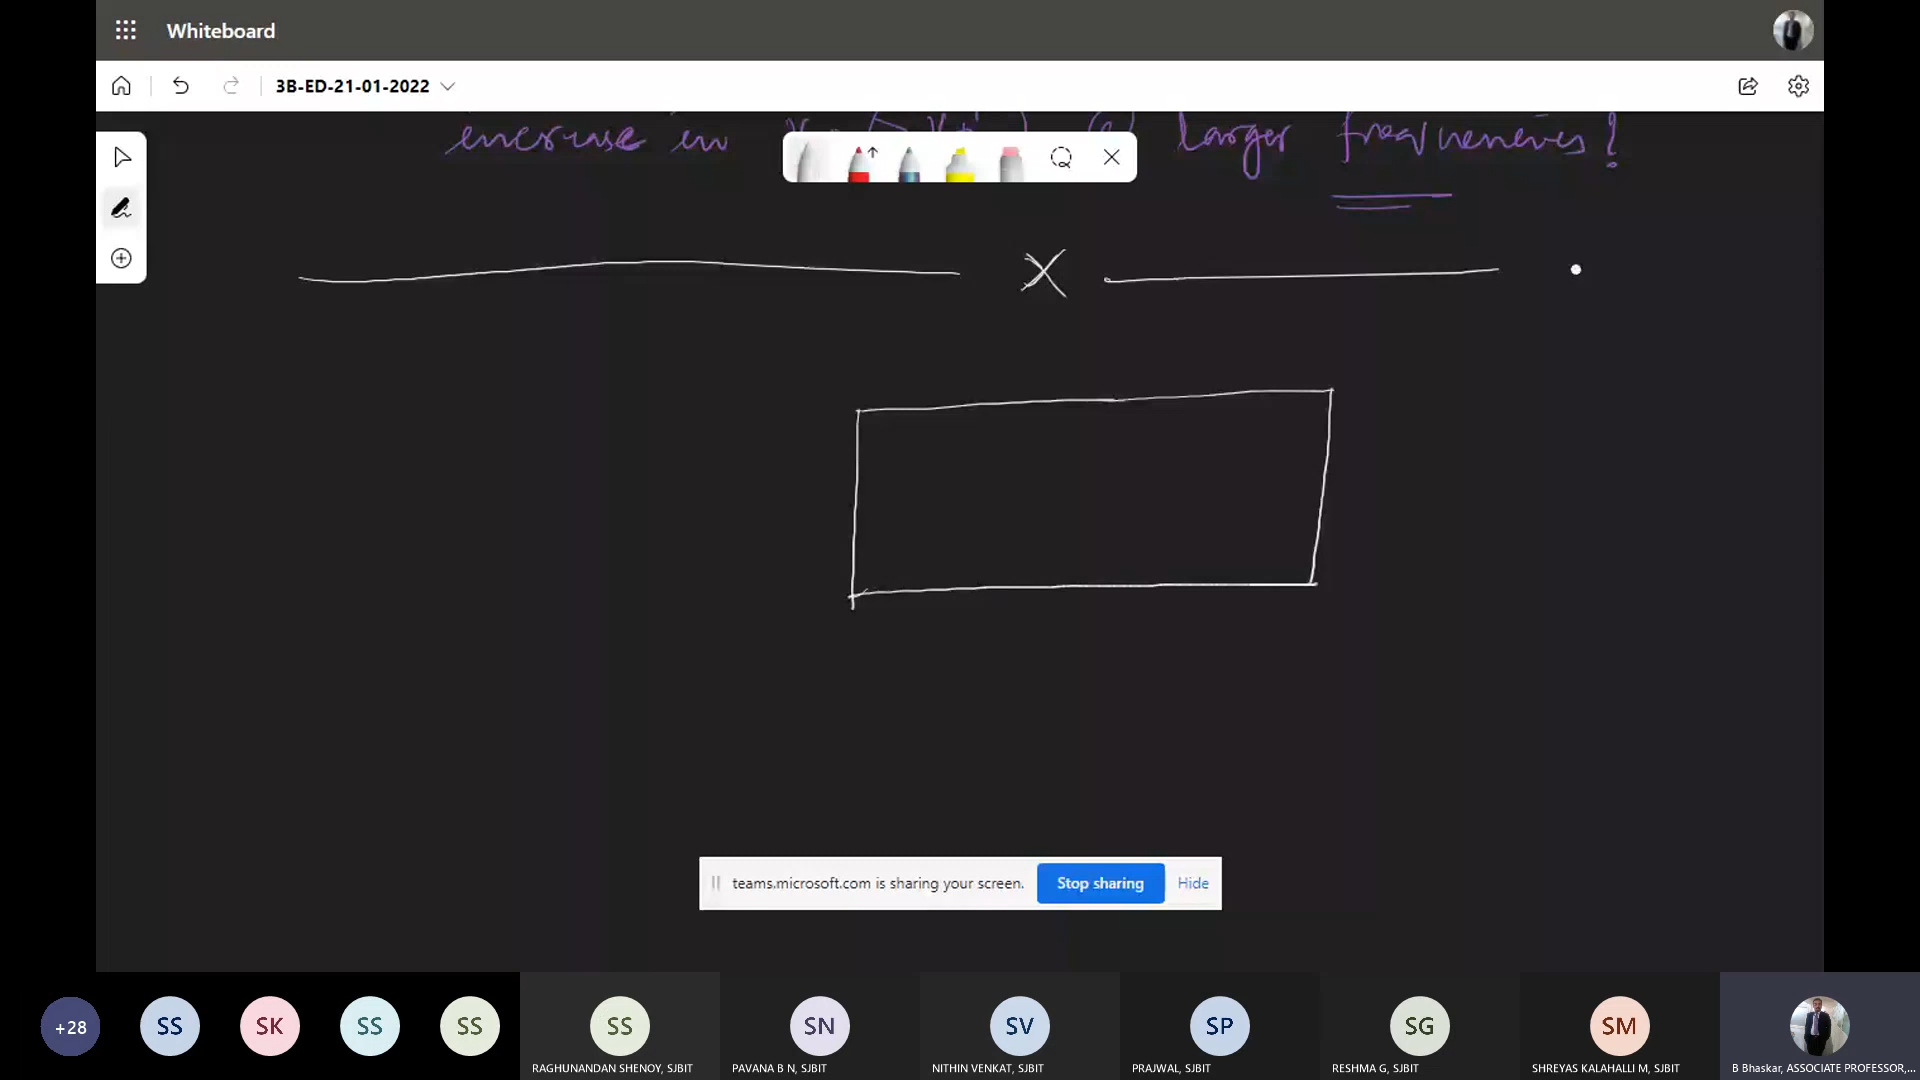 Whiteboard
3B-ED-21-01-2022
increase in larger frequencies!
X
teams.microsoft.com is sharing your screen. Stop sharing Hide
+28 SS SK SS SS SS SN SV SP SG SM
RAGHUNANDAN SHENOY, SJBIT PAVANA B N, SJBIT NITHIN VENKAT, SJBIT PRAJWAL, SJBIT RESHMA G, SJBIT SHREYAS KALAHALLI M, SJBIT B Bhaskar, ASSOCIATE PROFESSOR,...